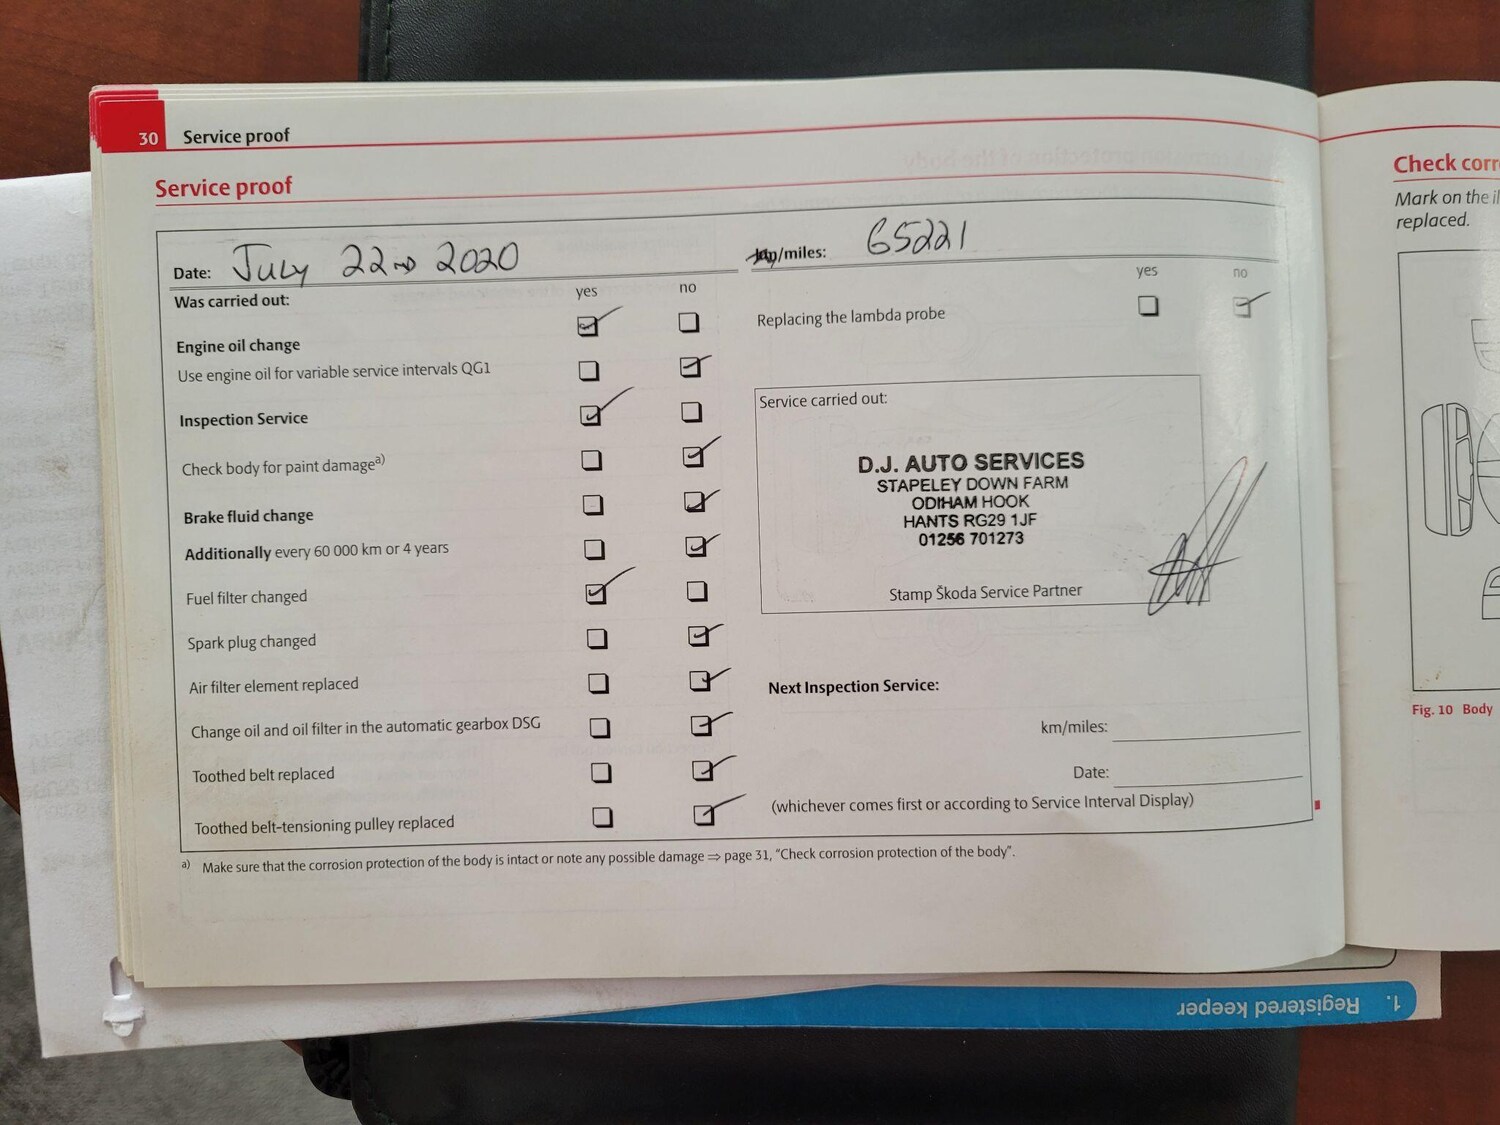 30 Service proof
Service proof
Date: July 22ND 2020
km/miles: 65221
Was carried out: yes no
Engine oil change
Use engine oil for variable service intervals QG1
Inspection Service
Check body for paint damagea)
Brake fluid change
Additionally every 60 000 km or 4 years
Fuel filter changed
Spark plug changed
Air filter element replaced
Change oil and oil filter in the automatic gearbox DSG
Toothed belt replaced
Toothed belt-tensioning pulley replaced
yes no
Replacing the lambda probe
Service carried out:
D.J. AUTO SERVICES
STAPELEY DOWN FARM
ODIHAM HOOK
HANTS RG29 1JF
01256 701273
Stamp Škoda Service Partner
Next Inspection Service:
km/miles:
Date:
(whichever comes first or according to Service Interval Display)
a) Make sure that the corrosion protection of the body is intact or note any possible damage ⇒ page 31, "Check corrosion protection of the body".
Check corr
Mark on the il
replaced.
Fig. 10 Body
1. Registered keeper